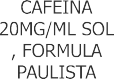 CAFEINA
20MG/ML SOL
, FORMULA
PAULISTA